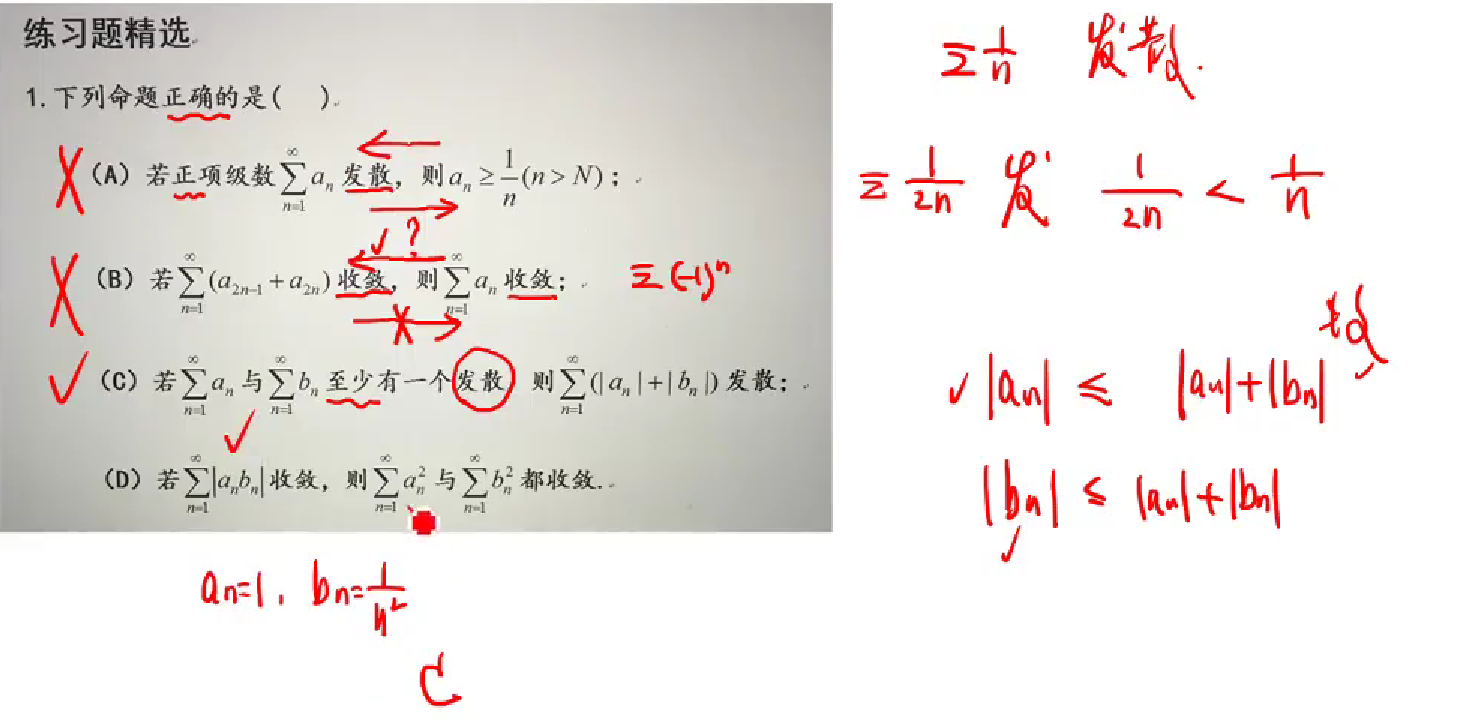 练习题精选.
1.下列命题正确的是( ).
(A) 若正项级数 $\sum_{n=1}^{\infty} a_n$ 发散，则 $a_n \geq \frac{1}{n}(n > N)$；
?
(B) 若 $\sum_{n=1}^{\infty}(a_{2n-1}+a_{2n})$ 收敛，则 $\sum_{n=1}^{\infty} a_n$ 收敛； $\Sigma(-1)^n$
(C) 若 $\sum_{n=1}^{\infty} a_n$ 与 $\sum_{n=1}^{\infty} b_n$ 至少有一个发散，则 $\sum_{n=1}^{\infty}(|a_n|+|b_n|)$ 发散；
(D) 若 $\sum_{n=1}^{\infty}|a_n b_n|$ 收敛，则 $\sum_{n=1}^{\infty} a_n^2$ 与 $\sum_{n=1}^{\infty} b_n^2$ 都收敛.
$a_n=1, b_n=\frac{1}{n^2}$
C
$\Sigma\frac{1}{n}$ 发散.
$\Sigma\frac{1}{2n}$ 发 $\frac{1}{2n} < \frac{1}{n}$
散
$|a_n| \leq |a_n|+|b_n|$
$|b_n| \leq |a_n|+|b_n|$